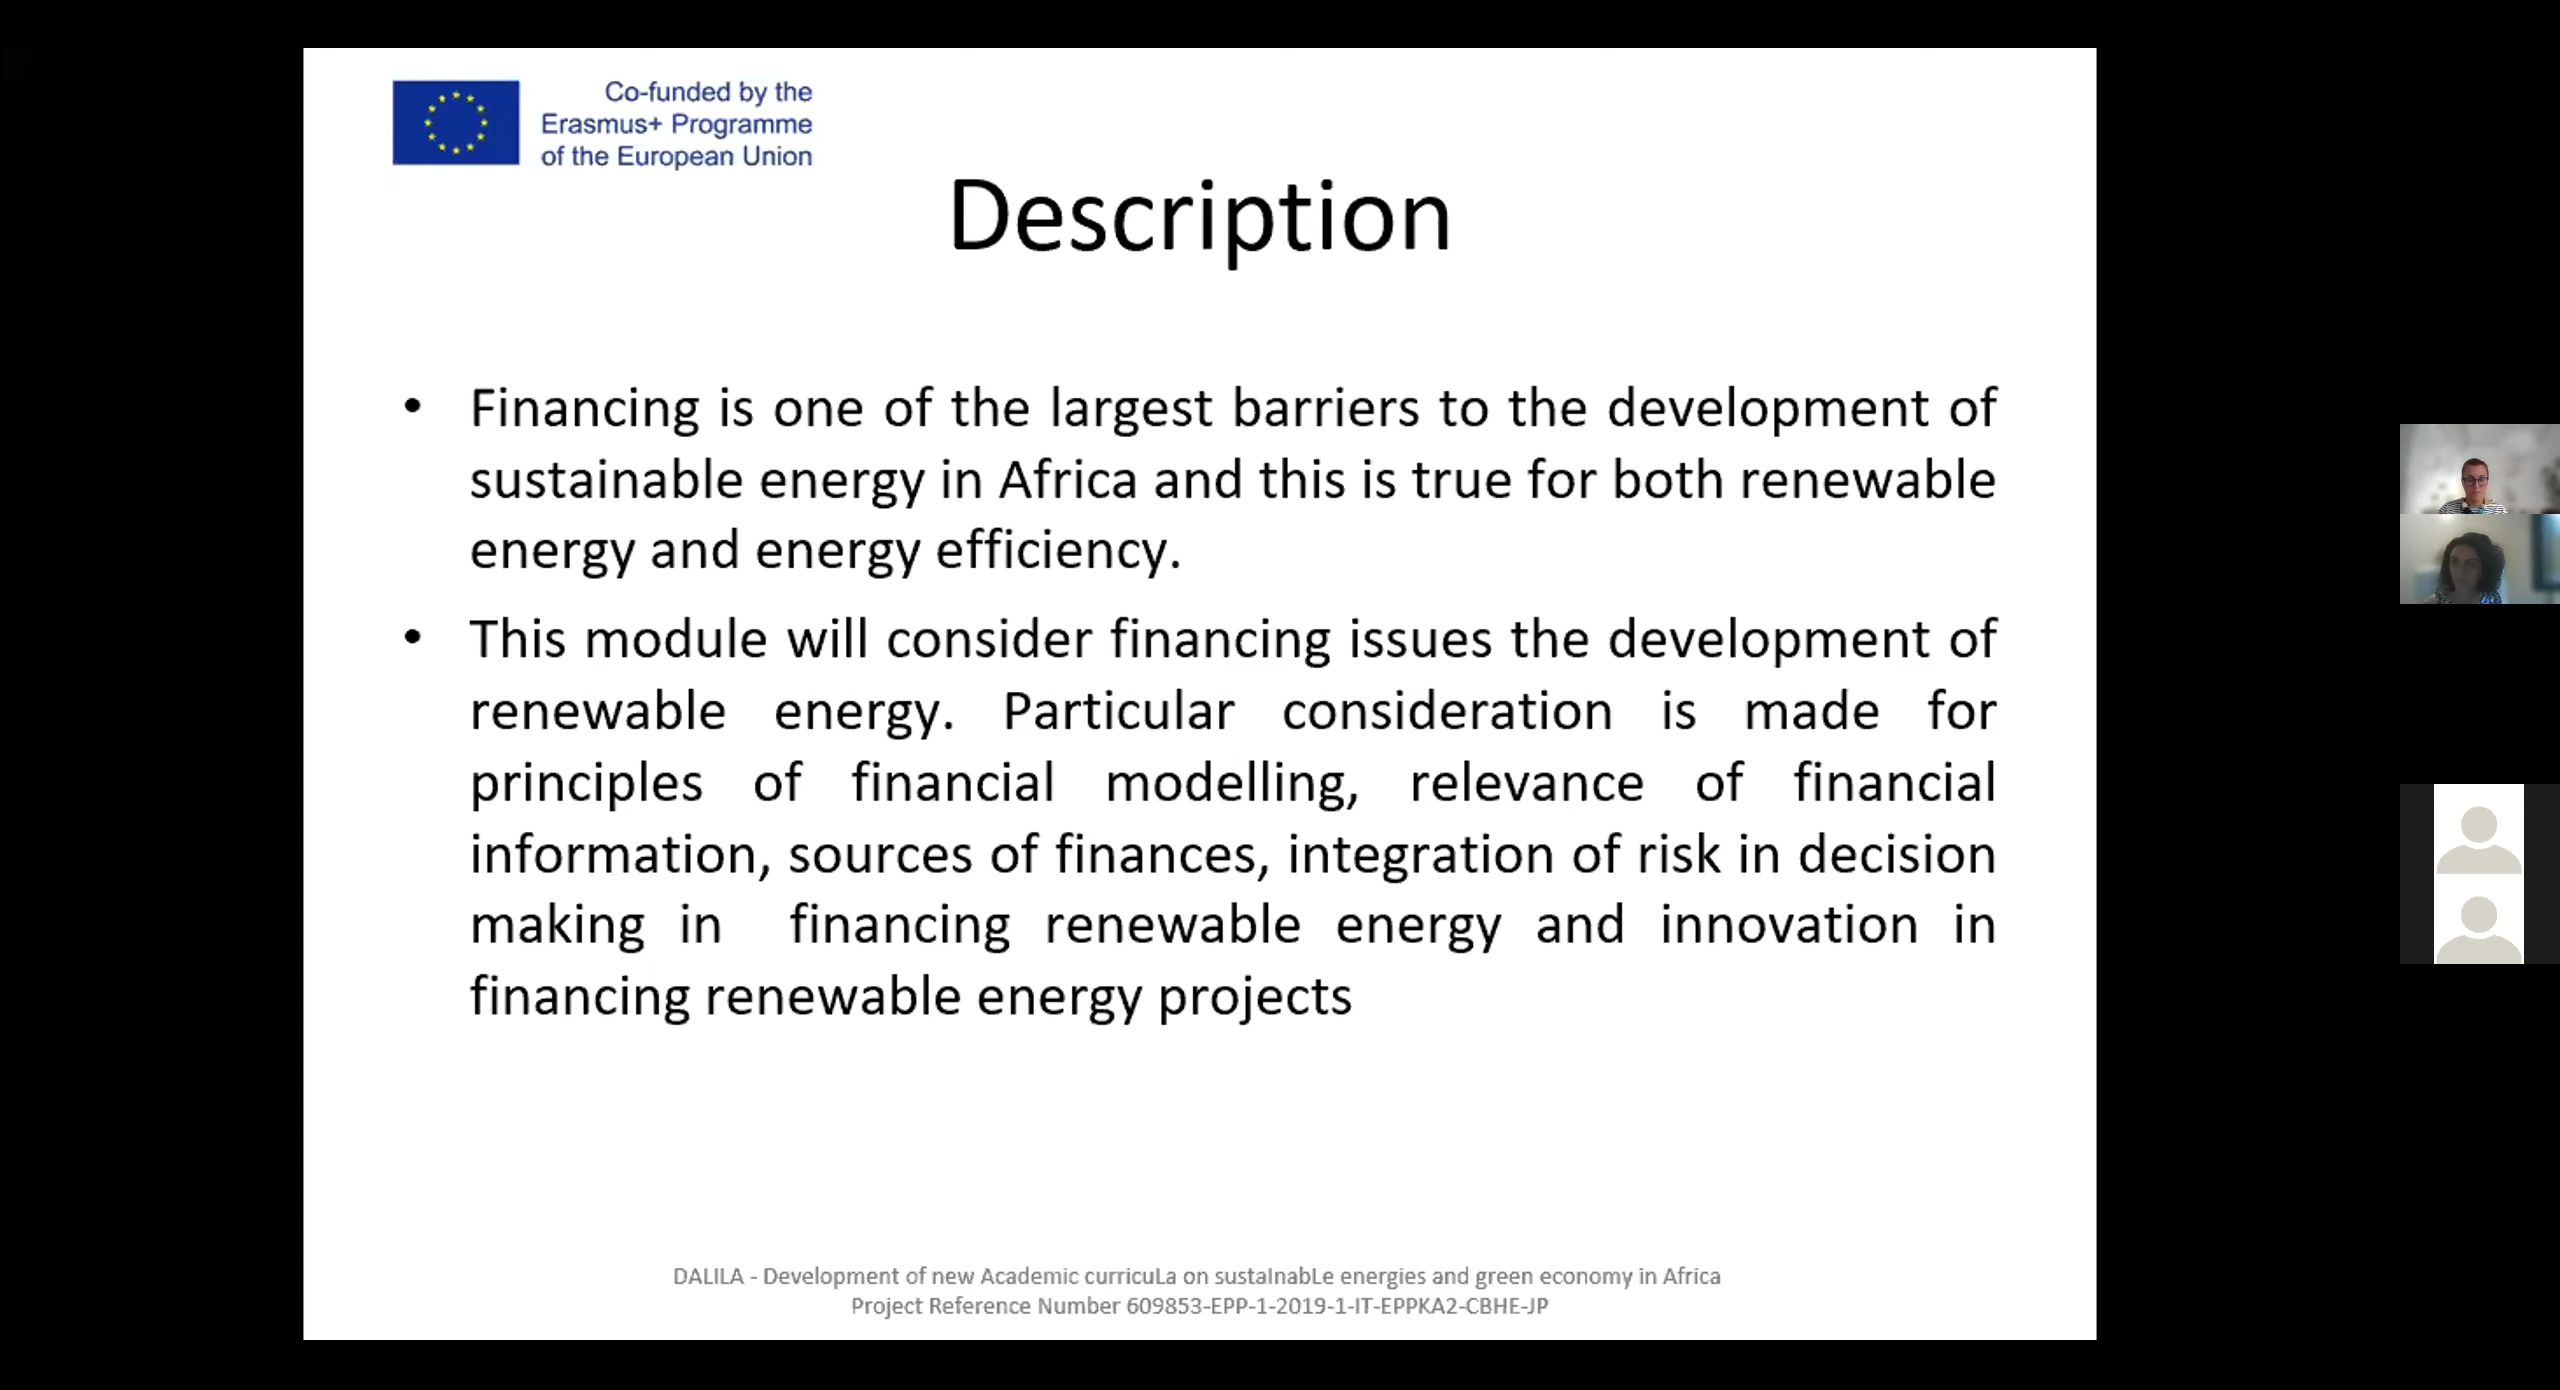 Co-funded by the
Erasmus+ Programme
of the European Union
Description
• Financing is one of the largest barriers to the development of
sustainable energy in Africa and this is true for both renewable
energy and energy efficiency.
• This module will consider financing issues the development of
renewable energy. Particular consideration is made for
principles of financial modelling, relevance of financial
information, sources of finances, integration of risk in decision
making in financing renewable energy and innovation in
financing renewable energy projects
DALILA - Development of new Academic curricuLa on sustaInabLe energies and green economy in Africa
Project Reference Number 609853-EPP-1-2019-1-IT-EPPKA2-CBHE-JP